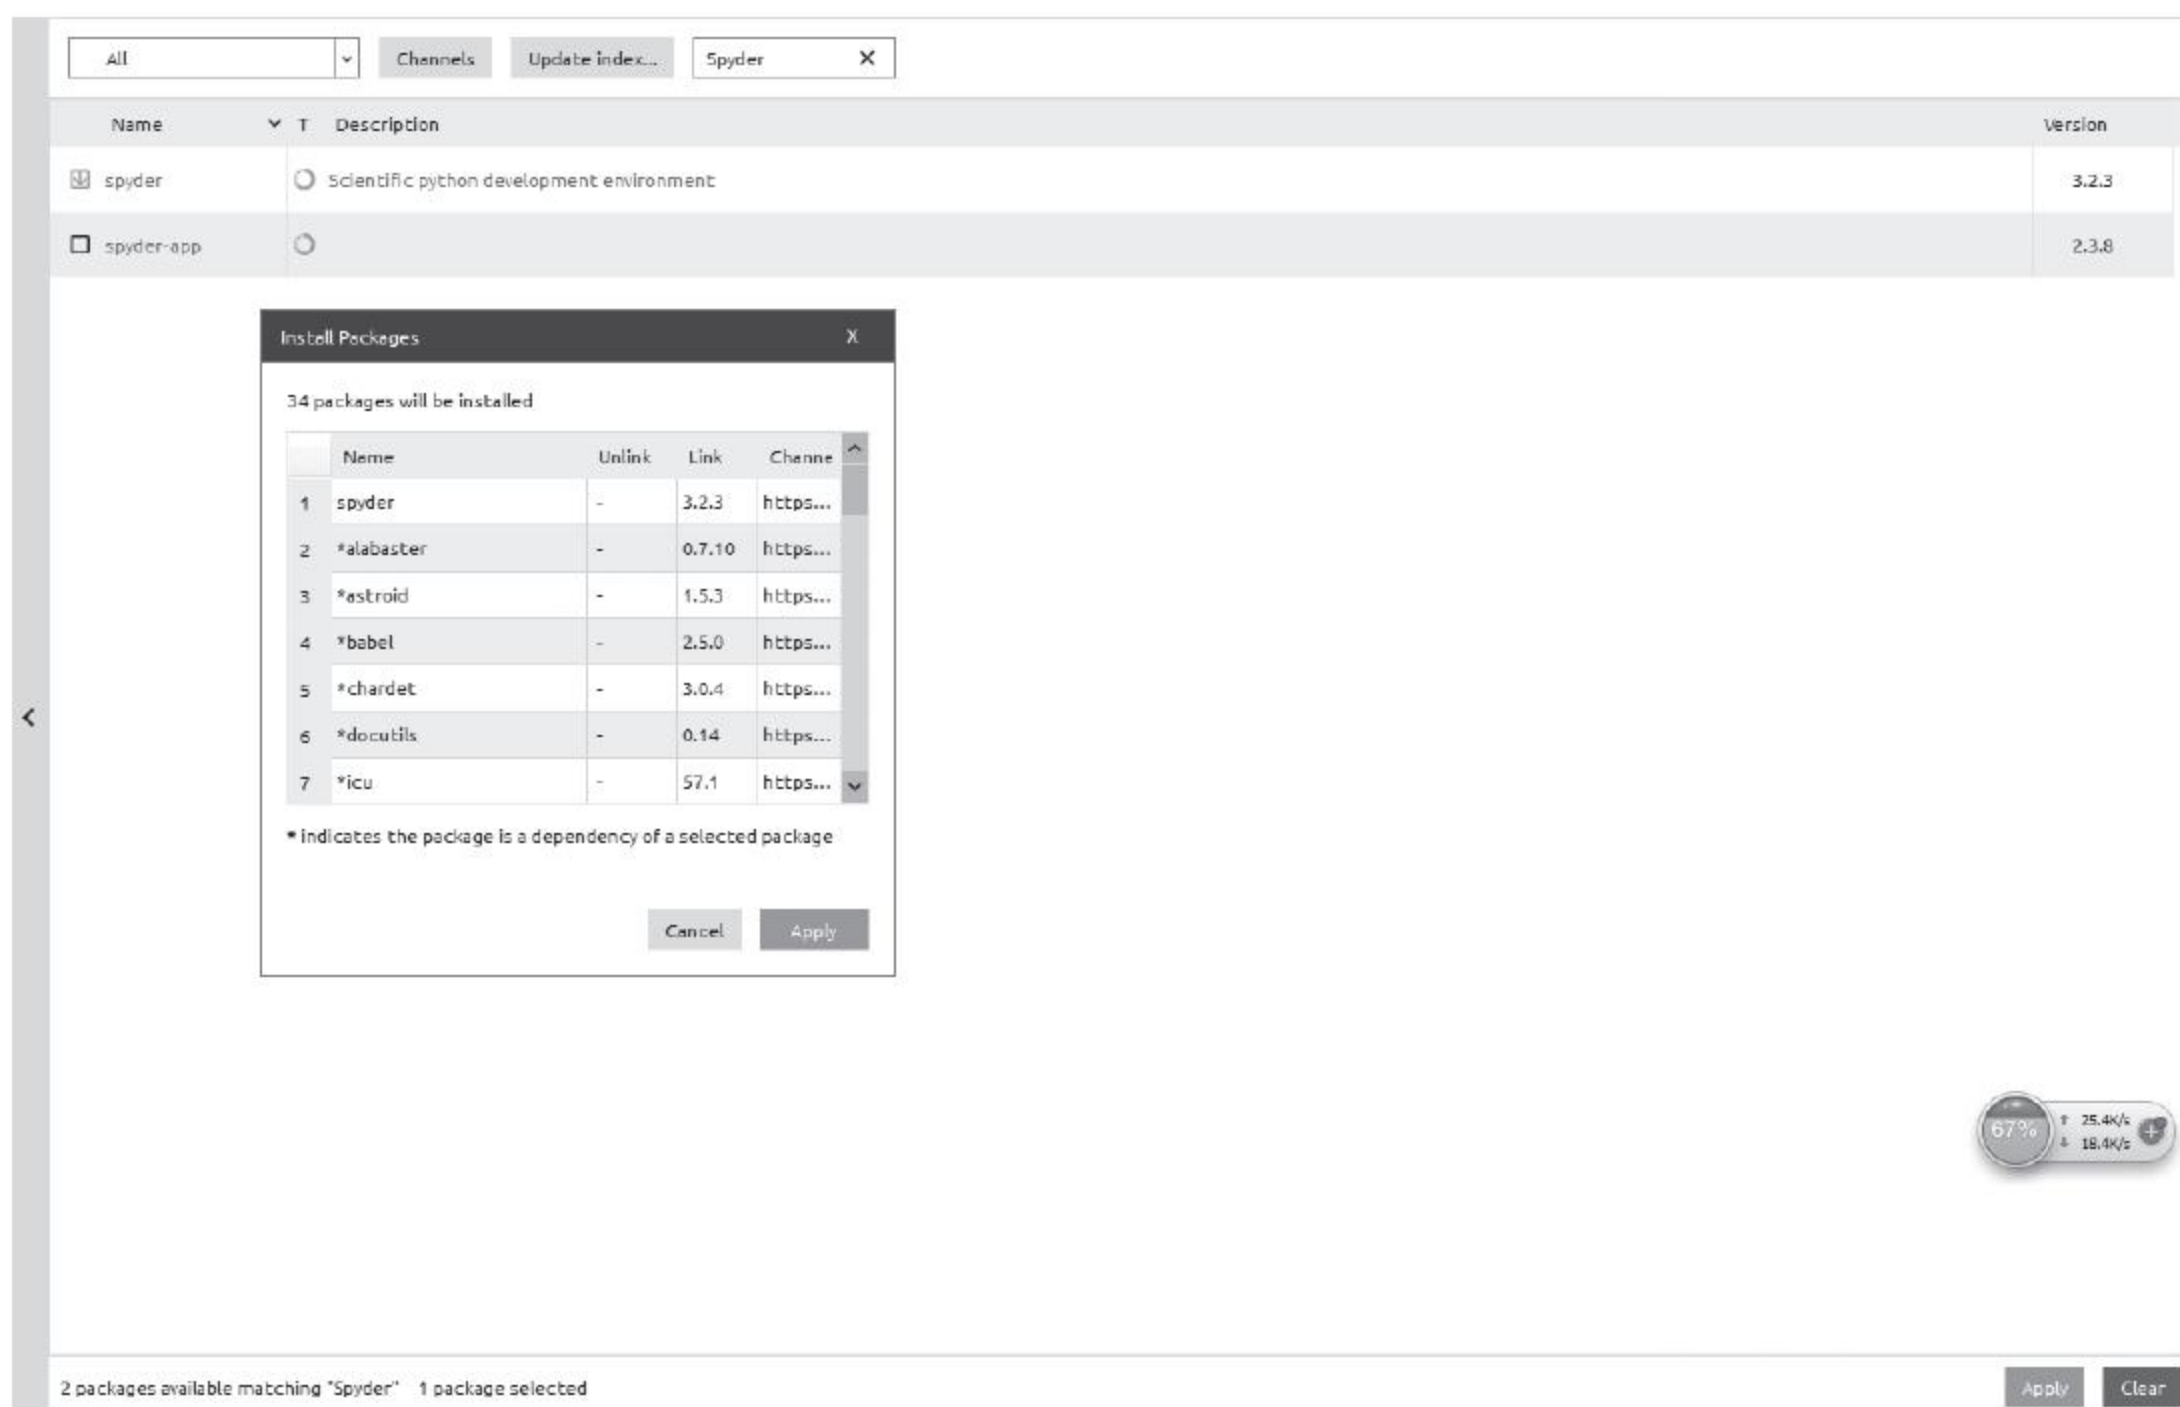 All Channels Update index... Spyder X
Name T Description Version
spyder Scientific python development environment 3.2.3
spyder-app 2.3.8
Install Packages X
34 packages will be installed
Name Unlink Link Channe
1 spyder - 3.2.3 https...
2 *alabaster - 0.7.10 https...
3 *astroid - 1.5.3 https...
4 *babel - 2.5.0 https...
5 *chardet - 3.0.4 https...
6 *docutils - 0.14 https...
7 *icu - 57.1 https...
* indicates the package is a dependency of a selected package
Cancel Apply
67% ↑ 25.4K/s
↓ 18.4K/s
2 packages available matching "Spyder" 1 package selected Apply Clear